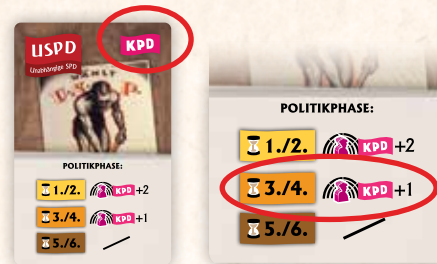 USPD
Unabhängige SPD
KPD
POLITIKPHASE:
1./2. KPD +2
3./4. KPD +1
5./6.
POLITIKPHASE:
1./2. KPD +2
3./4. KPD +1
5./6.